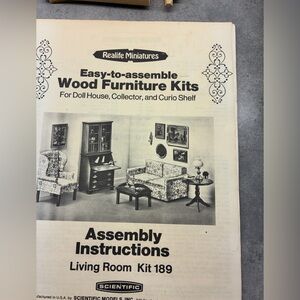 Realife Miniatures
Easy-to-assemble
Wood Furniture Kits
For Doll House, Collector, and Curio Shelf
Assembly
Instructions
Living Room Kit 189
SCIENTIFIC
in U.S.A. by SCIENTIFIC MODELS, INC.